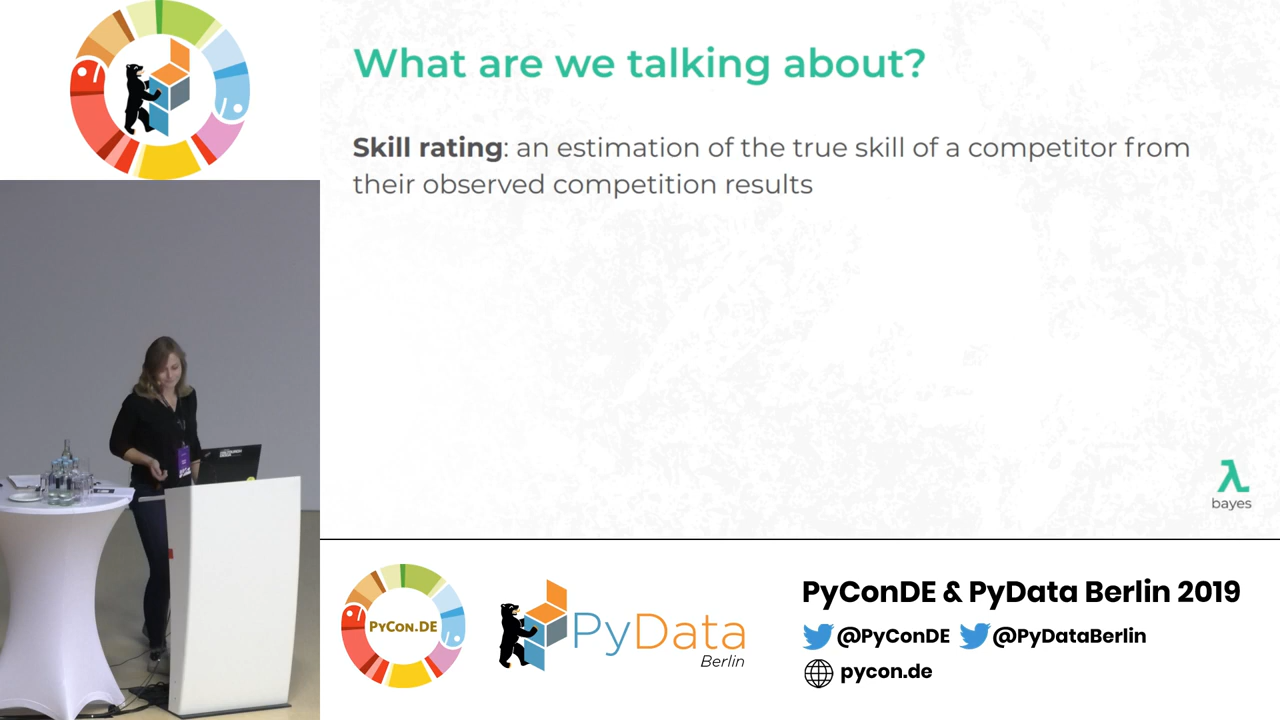 What are we talking about?
Skill rating: an estimation of the true skill of a competitor from
their observed competition results
bayes
PYCON.DE
PyData
Berlin
PyConDE & PyData Berlin 2019
@PyConDE @PyDataBerlin
pycon.de